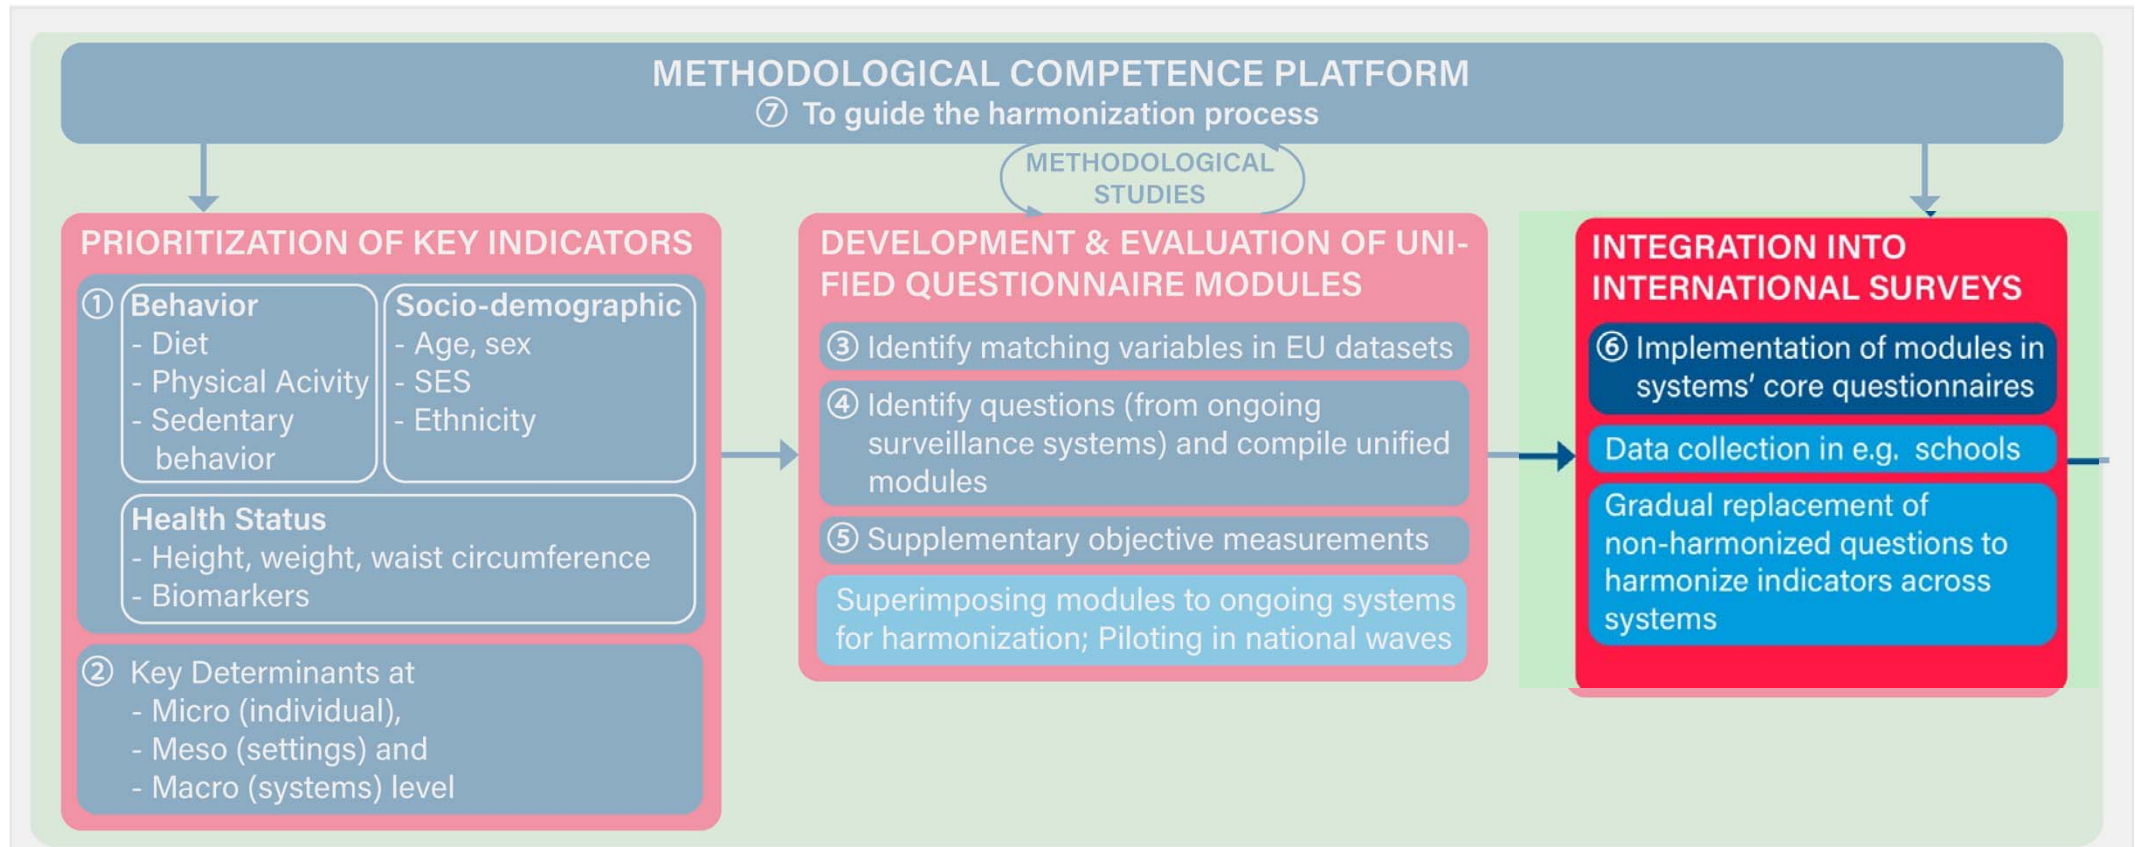 METHODOLOGICAL COMPETENCE PLATFORM
⑦ To guide the harmonization process
METHODOLOGICAL
STUDIES
PRIORITIZATION OF KEY INDICATORS
① Behavior
- Diet
- Physical Acivity
- Sedentary
behavior
Socio-demographic
- Age, sex
- SES
- Ethnicity
Health Status
- Height, weight, waist circumference
- Biomarkers
② Key Determinants at
- Micro (individual),
- Meso (settings) and
- Macro (systems) level
DEVELOPMENT & EVALUATION OF UNI-
FIED QUESTIONNAIRE MODULES
③ Identify matching variables in EU datasets
④ Identify questions (from ongoing
surveillance systems) and compile unified
modules
⑤ Supplementary objective measurements
Superimposing modules to ongoing systems
for harmonization; Piloting in national waves
INTEGRATION INTO
INTERNATIONAL SURVEYS
⑥ Implementation of modules in
systems' core questionnaires
Data collection in e.g. schools
Gradual replacement of
non-harmonized questions to
harmonize indicators across
systems